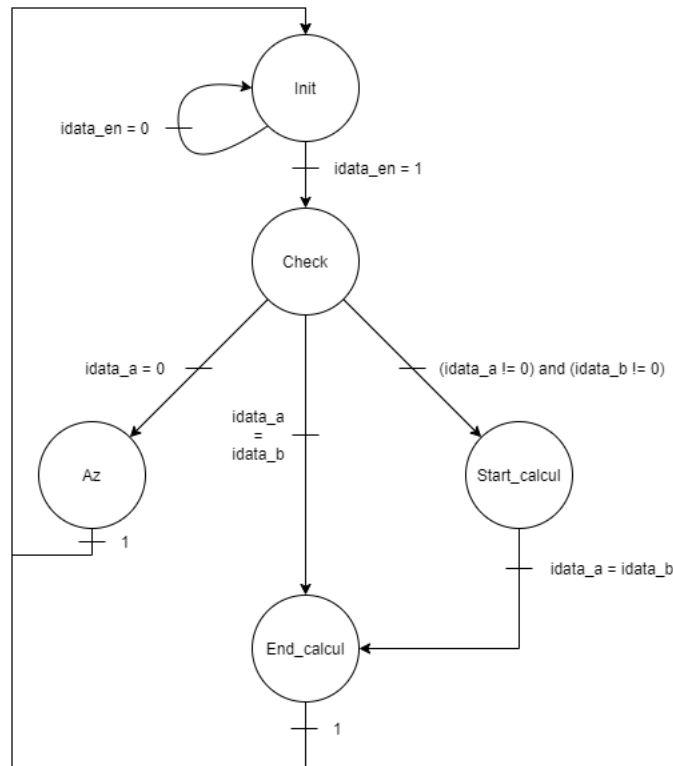 Init
idata_en = 0
idata_en = 1
Check
idata_a = 0
idata_a
=
idata_b
(idata_a != 0) and (idata_b != 0)
Az
Start_calcul
1
idata_a = idata_b
End_calcul
1